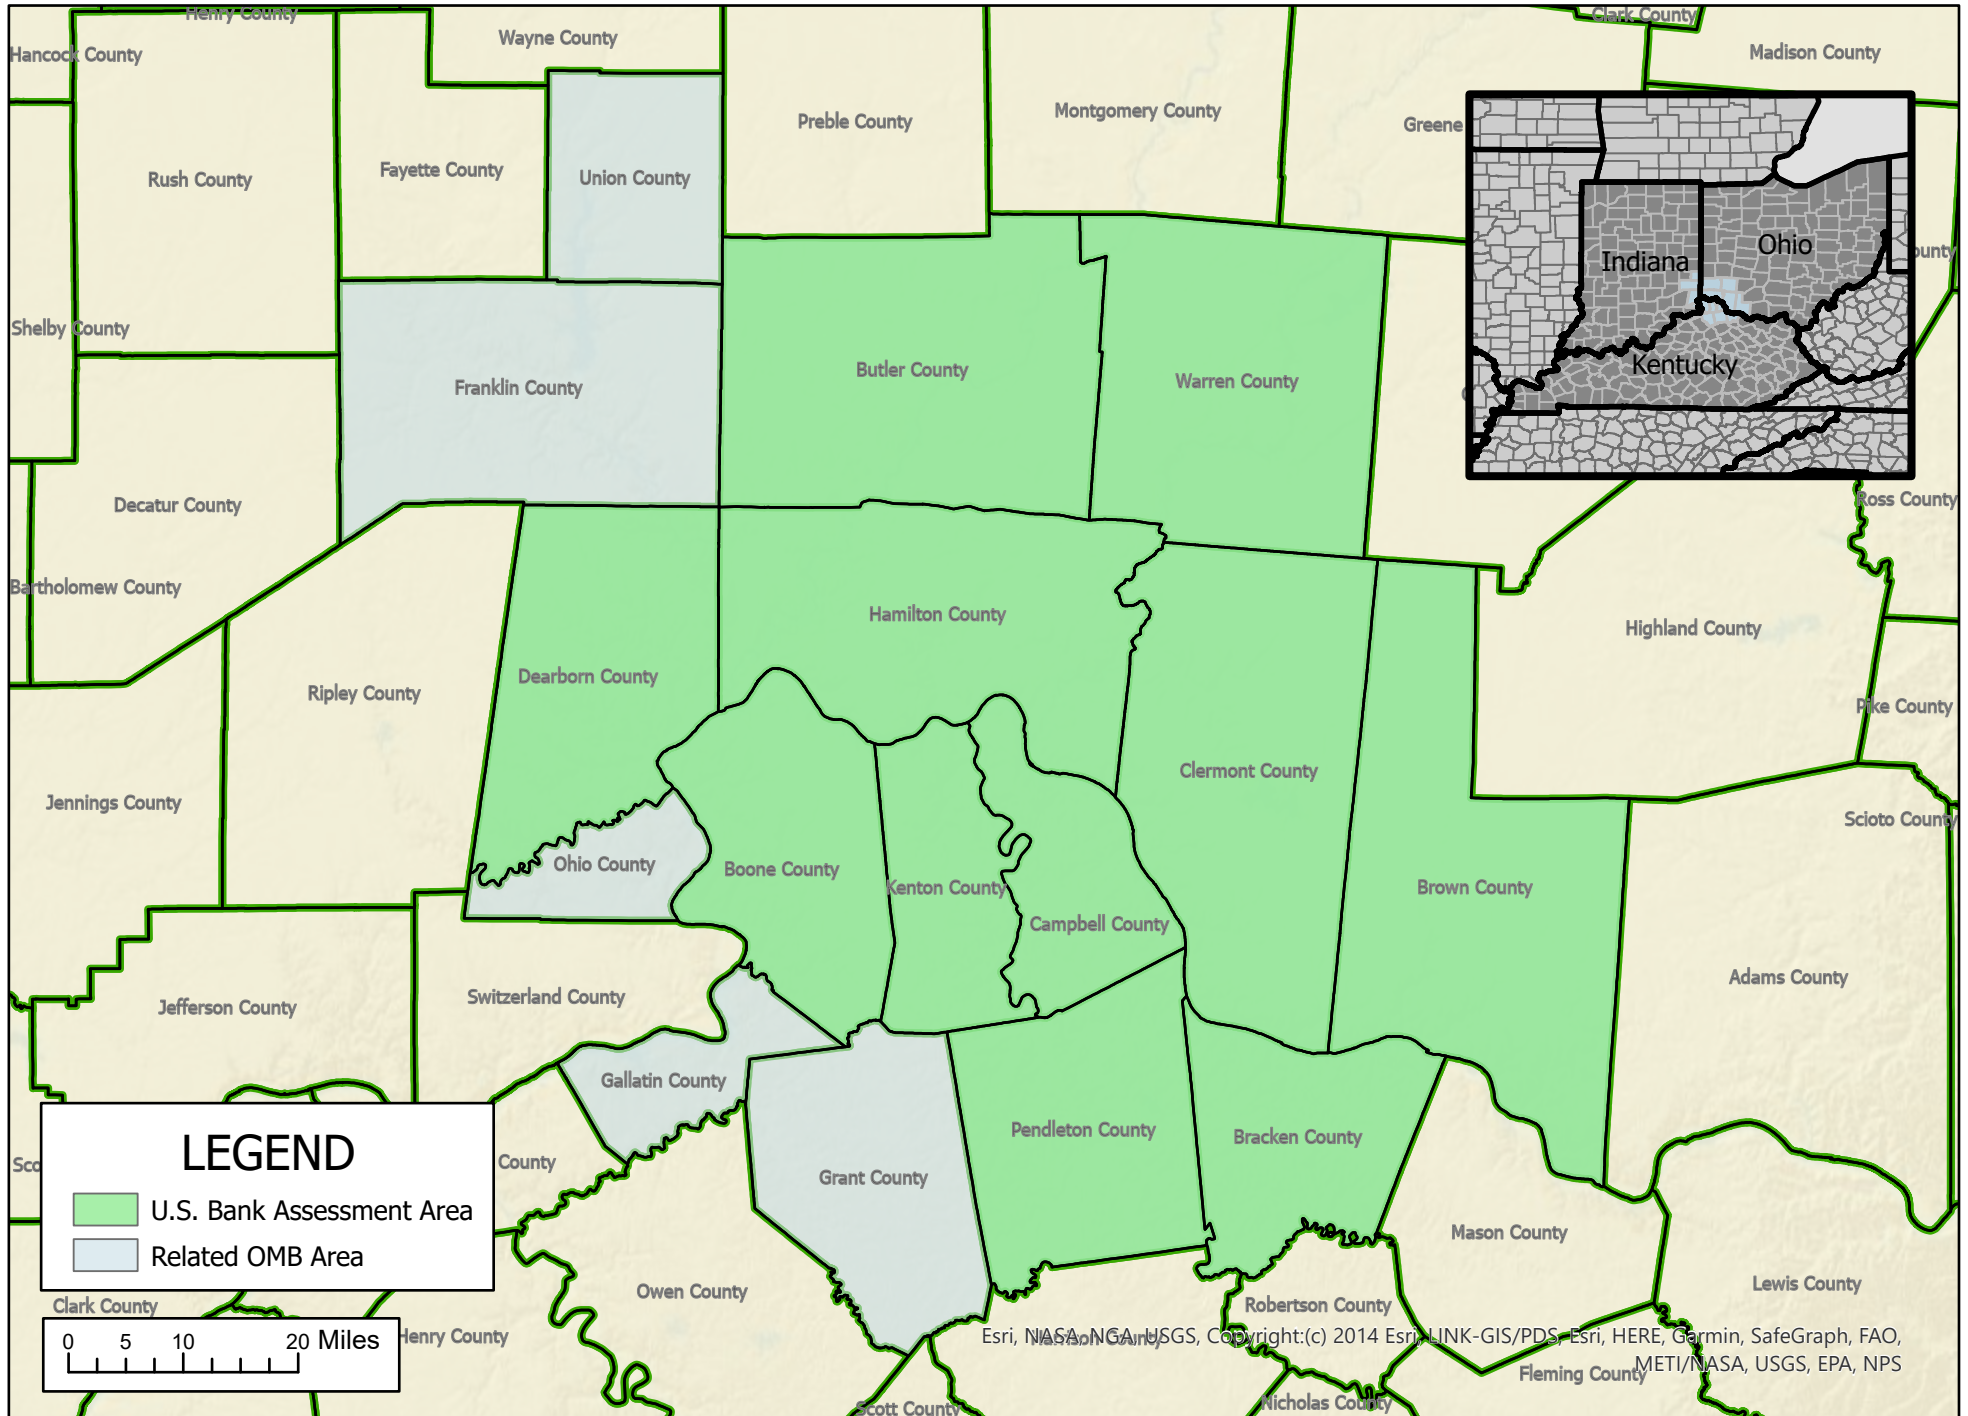 Henry County
Clark County
Hancock County
Wayne County
Madison County
Preble County
Montgomery County
Greene
Rush County
Fayette County
Union County
Indiana
Ohio
Kentucky
ounty
Shelby County
Franklin County
Butler County
Warren County
Decatur County
Ross County
Bartholomew County
Hamilton County
Highland County
Dearborn County
Ripley County
Pike County
Jennings County
Clermont County
Scioto County
Ohio County
Boone County
Kenton County
Brown County
Campbell County
Adams County
Switzerland County
Jefferson County
Gallatin County
Pendleton County
Bracken County
Sco
County
Grant County
Mason County
LEGEND
U.S. Bank Assessment Area
Related OMB Area
Owen County
Lewis County
Clark County
Robertson County
Henry County
Harrison County
0 5 10 20 Miles
Esri, NASA, NGA, USGS, Copyright:(c) 2014 Esri, LINK-GIS/PDS, Esri, HERE, Garmin, SafeGraph, FAO,
METI/NASA, USGS, EPA, NPS
Fleming County
Nicholas County
Scott County